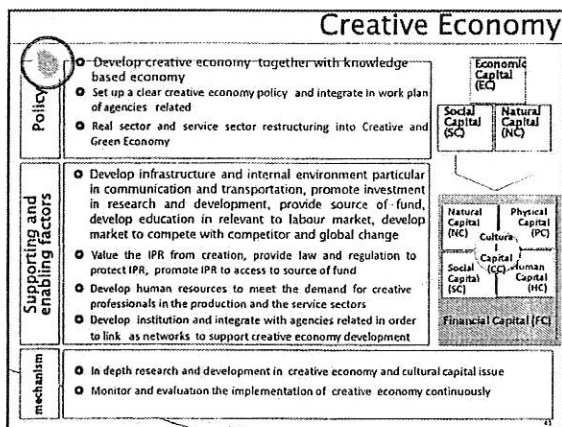 Creative Economy
Policy
Develop creative economy together with knowledge
based economy
Set up a clear creative economy policy and integrate in work plan
of agencies related
Real sector and service sector restructuring into Creative and
Green Economy
Economic
Capital
(EC)
Social
Capital
(SC)
Natural
Capital
(NC)
Supporting and
enabling factors
Develop infrastructure and internal environment particular
in communication and transportation, promote investment
in research and development, provide source of fund,
develop education in relevant to labour market, develop
market to compete with competitor and global change
Value the IPR from creation, provide law and regulation to
protect IPR, promote IPR to access to source of fund
Develop human resources to meet the demand for creative
professionals in the production and the service sectors
Develop institution and integrate with agencies related in order
to link as networks to support creative economy development
Natural
Capital
(NC)
Physical
Capital
(PC)
Cultura
Capital
(CC)
Social
Capital
(SC)
Human
Capital
(HC)
Financial Capital (FC)
mechanism
In depth research and development in creative economy and cultural capital issue
Monitor and evaluation the implementation of creative economy continuously